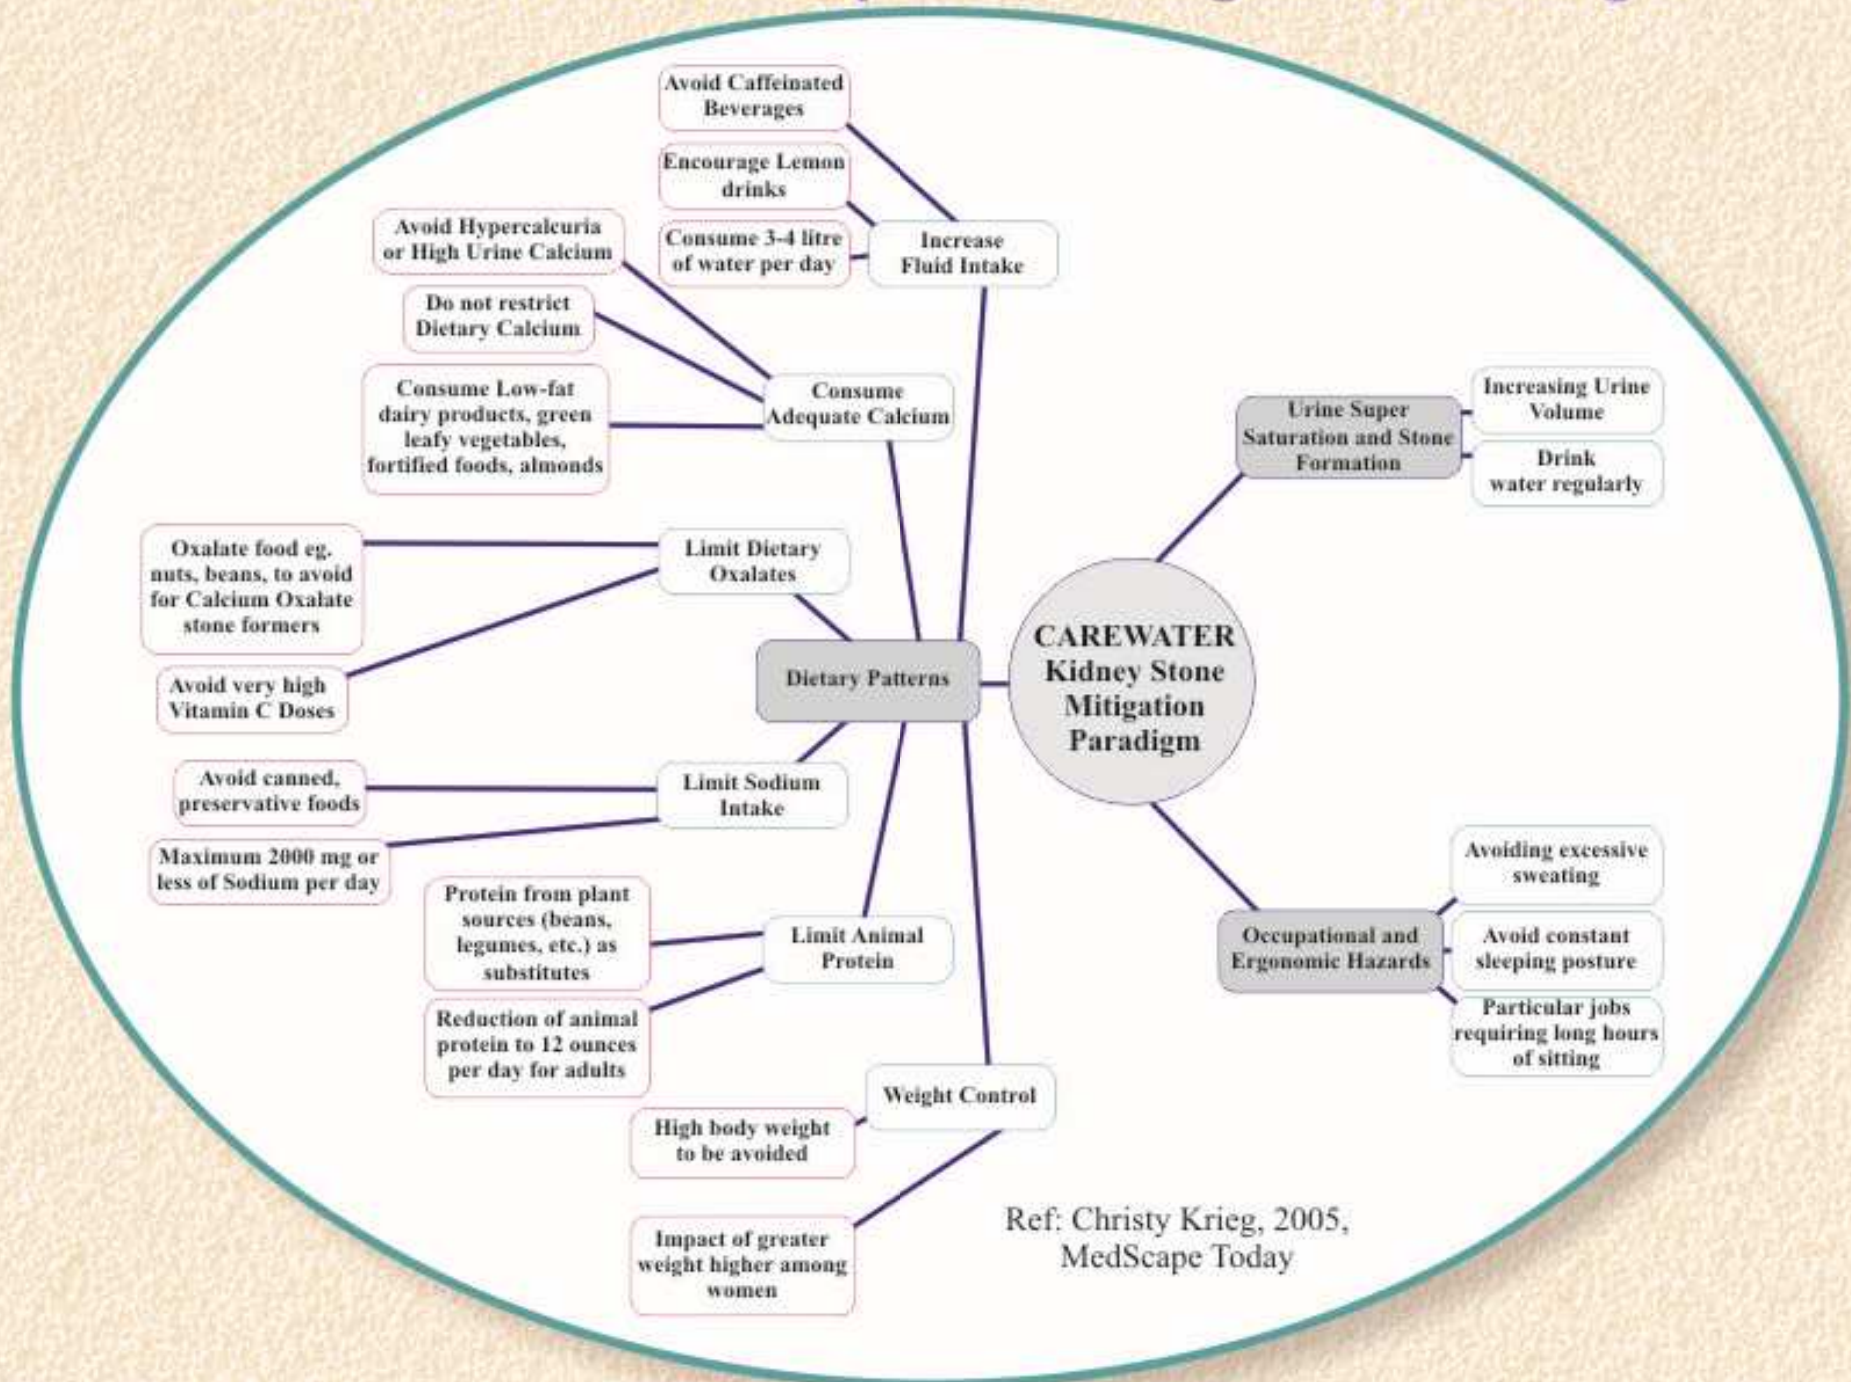 Avoid Caffeinated
Beverages
Encourage Lemon
drinks
Consume 3-4 litre
of water per day
Increase
Fluid Intake
Avoid Hypercalcuria
or High Urine Calcium
Do not restrict
Dietary Calcium
Consume Low-fat
dairy products, green
leafy vegetables,
fortified foods, almonds
Consume
Adequate Calcium
Oxalate food eg.
nuts, beans, to avoid
for Calcium Oxalate
stone formers
Avoid very high
Vitamin C Doses
Limit Dietary
Oxalates
Dietary Patterns
Avoid canned,
preservative foods
Maximum 2000 mg or
less of Sodium per day
Limit Sodium
Intake
Protein from plant
sources (beans,
legumes, etc.) as
substitutes
Reduction of animal
protein to 12 ounces
per day for adults
Limit Animal
Protein
Weight Control
High body weight
to be avoided
Impact of greater
weight higher among
women
CAREWATER
Kidney Stone
Mitigation
Paradigm
Urine Super
Saturation and Stone
Formation
Increasing Urine
Volume
Drink
water regularly
Occupational and
Ergonomic Hazards
Avoiding excessive
sweating
Avoid constant
sleeping posture
Particular jobs
requiring long hours
of sitting
Ref: Christy Krieg, 2005,
MedScape Today